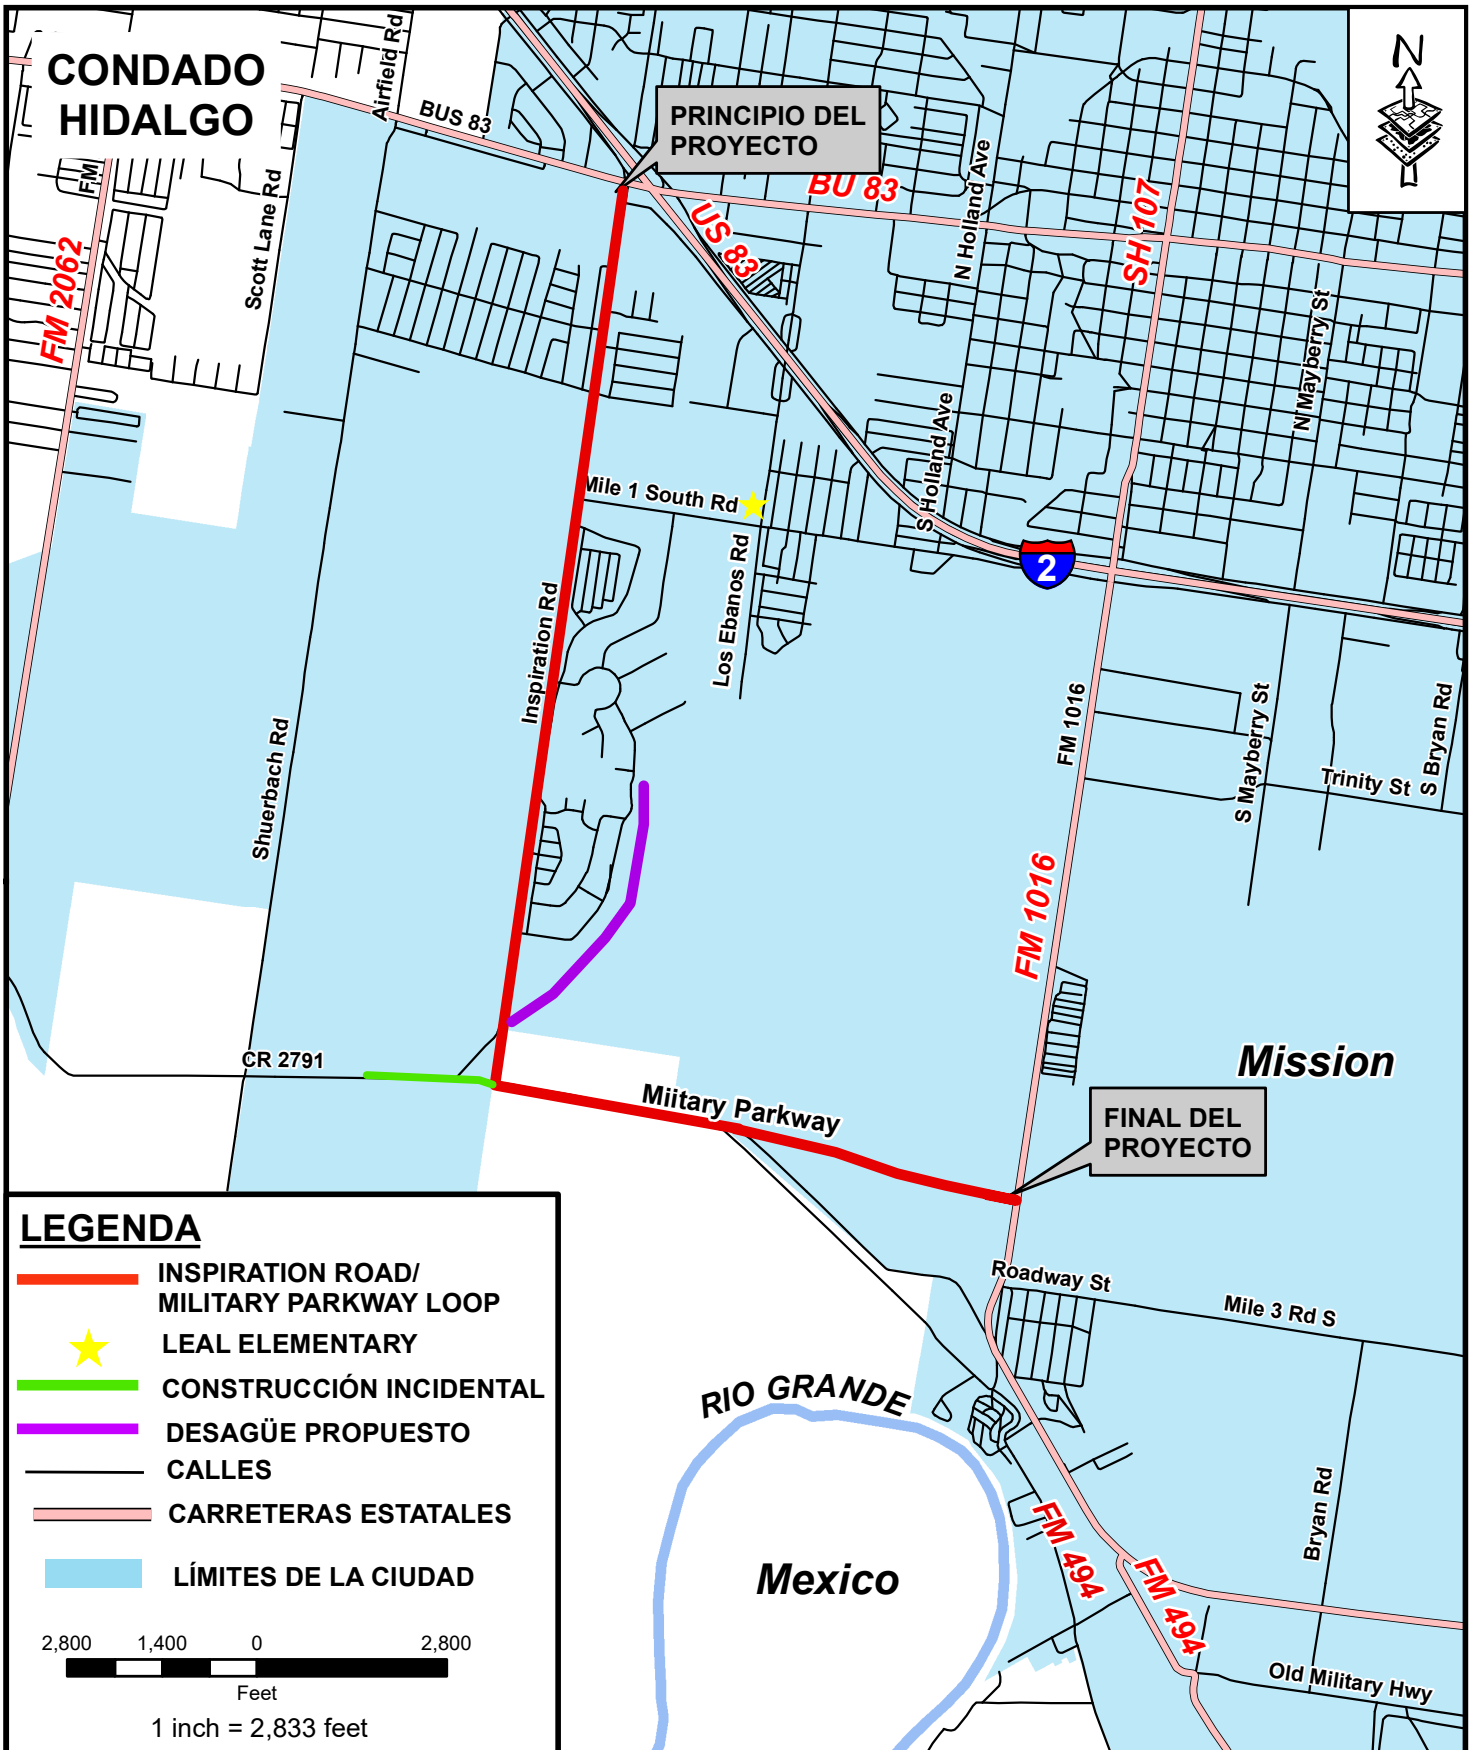 CONDADO
HIDALGO
Airfield Rd
BUS 83
PRINCIPIO DEL
PROYECTO
N
BU 83
US 83
N Holland Ave
SH 107
FM
Scott Lane Rd
FM 2062
N Mayberry St
S Holland Ave
Mile 1 South Rd
2
Los Ebanos Rd
Inspiration Rd
Shuerbach Rd
FM 1016
S Mayberry St
S Bryan Rd
Trinity St
FM 1016
CR 2791
Miitary Parkway
Mission
FINAL DEL
PROYECTO
Roadway St
Mile 3 Rd S
RIO GRANDE
Mexico
Bryan Rd
FM 494
FM 494
Old Military Hwy
LEGENDA
INSPIRATION ROAD/
MILITARY PARKWAY LOOP
LEAL ELEMENTARY
CONSTRUCCIÓN INCIDENTAL
DESAGÜE PROPUESTO
CALLES
CARRETERAS ESTATALES
LÍMITES DE LA CIUDAD
2,800 1,400 0 2,800
Feet
1 inch = 2,833 feet